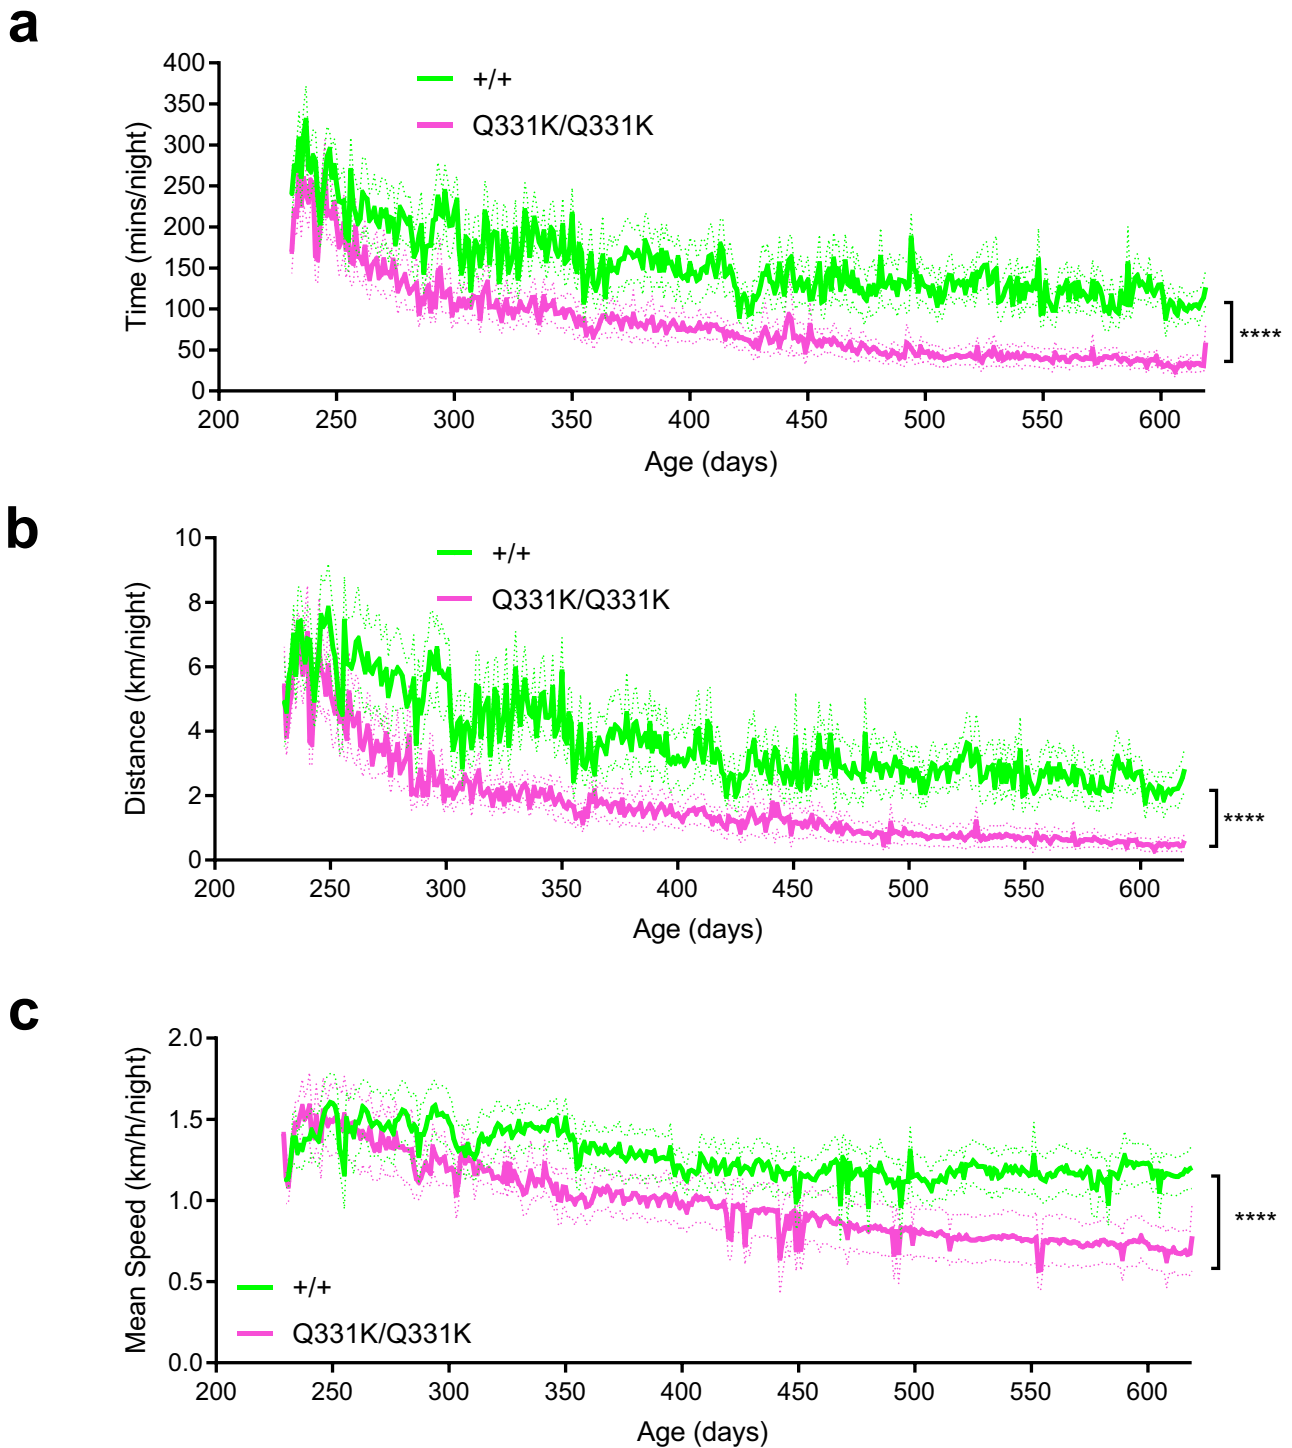 a
400
350
300
250
200
150
100
50
0
Time (mins/night)
+/+
Q331K/Q331K
****
200 250 300 350 400 450 500 550 600
Age (days)
b
10
8
6
4
2
0
Distance (km/night)
+/+
Q331K/Q331K
****
200 250 300 350 400 450 500 550 600
Age (days)
c
2.0
1.5
1.0
0.5
0.0
Mean Speed (km/h/night)
****
+/+
Q331K/Q331K
200 250 300 350 400 450 500 550 600
Age (days)